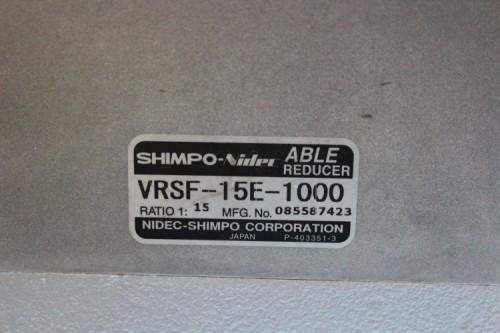 SHIMPO-Nidec ABLE REDUCER
VRSF-15E-1000
RATIO 1: 15 MFG. No. 085587423
NIDEC-SHIMPO CORPORATION
JAPAN P-403351-3